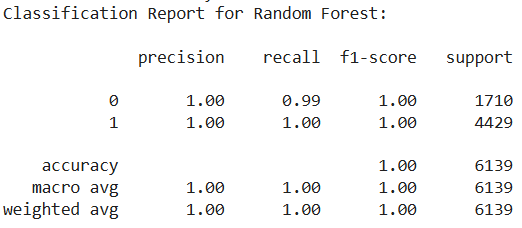 Classification Report for Random Forest:
precision recall f1-score support
0 1.00 0.99 1.00 1710
1 1.00 1.00 1.00 4429
accuracy 1.00 6139
macro avg 1.00 1.00 1.00 6139
weighted avg 1.00 1.00 1.00 6139